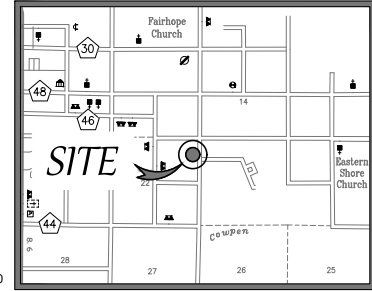 Fairhope
Church
30
48
14
46
SITE
Eastern
Shore
Church
22
44
Cowpen
28
27
26
25